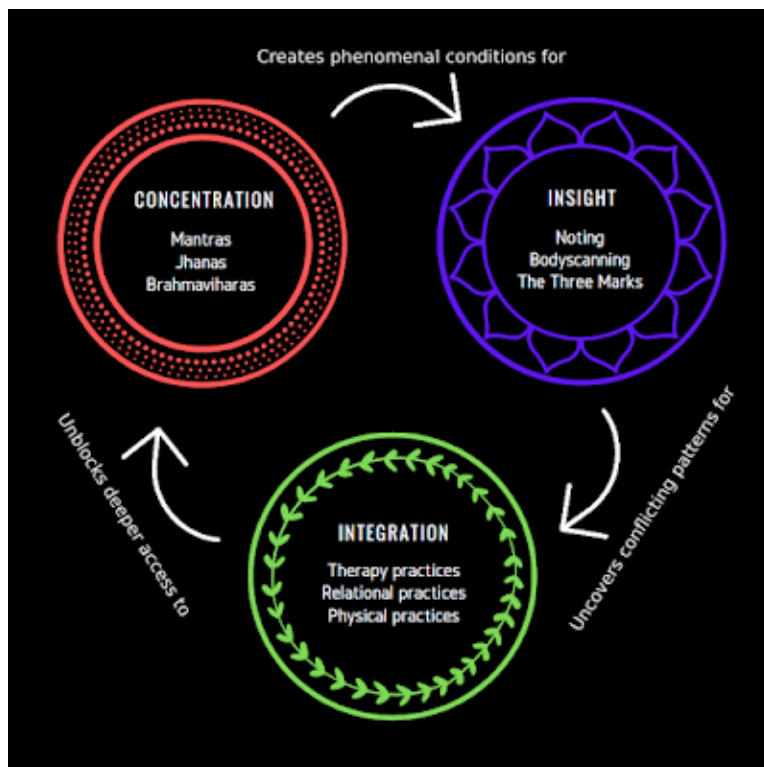 Creates phenomenal conditions for
CONCENTRATION
Mantras
Jhanas
Brahmaviharas
INSIGHT
Noting
Bodyscanning
The Three Marks
Uncovers conflicting patterns for
INTEGRATION
Therapy practices
Relational practices
Physical practices
Unblocks deeper access to